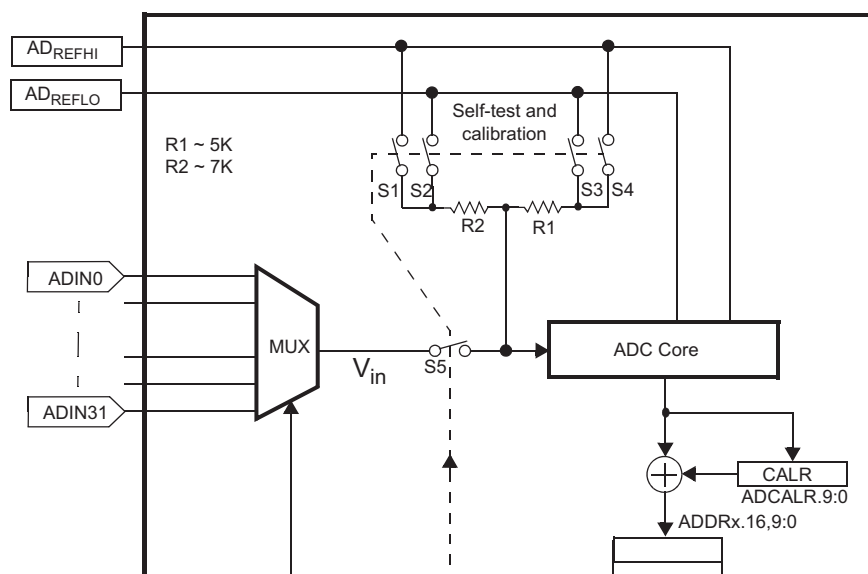 ADREFHI
ADREFLO
Self-test and
calibration
R1 ~ 5K
R2 ~ 7K
S1
S2
S3
S4
R2
R1
ADIN0
MUX
Vin
S5
ADC Core
ADIN31
CALR
ADCALR.9:0
ADDRx.16,9:0